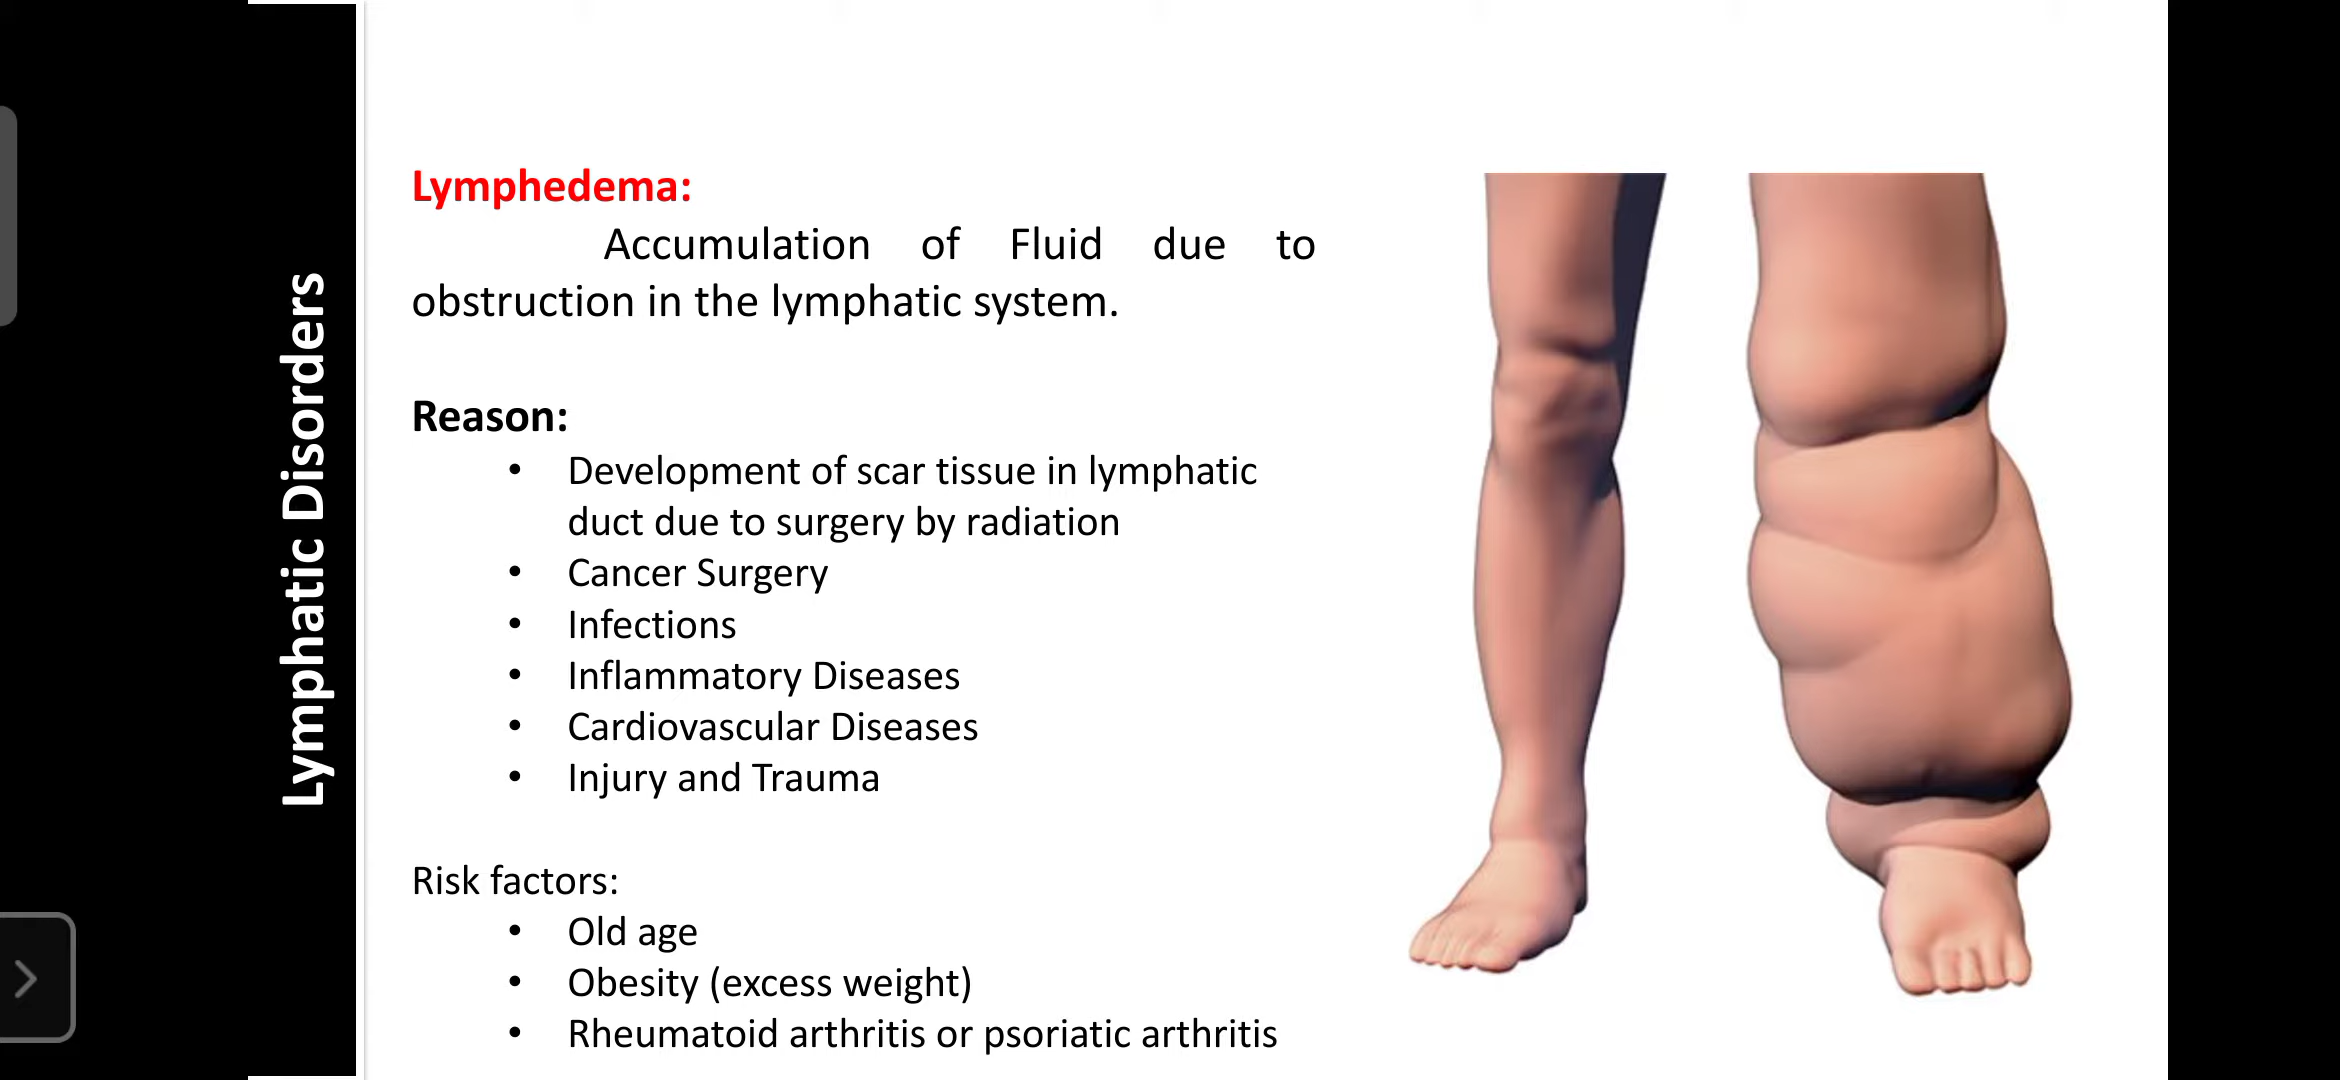 Lymphatic Disorders
Lymphedema:
Accumulation of Fluid due to
obstruction in the lymphatic system.
Reason:
• Development of scar tissue in lymphatic
duct due to surgery by radiation
• Cancer Surgery
• Infections
• Inflammatory Diseases
• Cardiovascular Diseases
• Injury and Trauma
Risk factors:
• Old age
• Obesity (excess weight)
• Rheumatoid arthritis or psoriatic arthritis